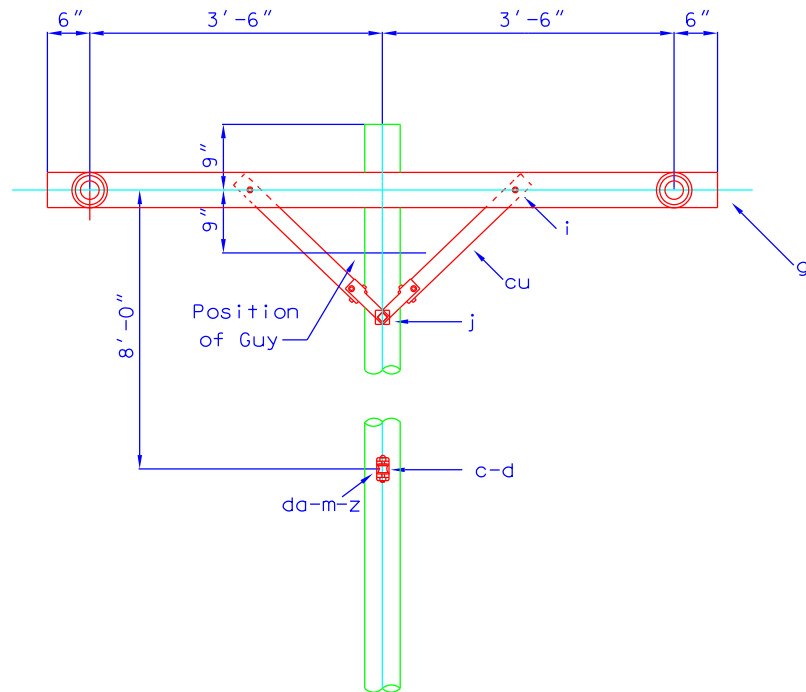 6"
3'-6"
3'-6"
6"
9"
9"
i
g
cu
8'-0"
Position
of Guy
j
c-d
da-m-z